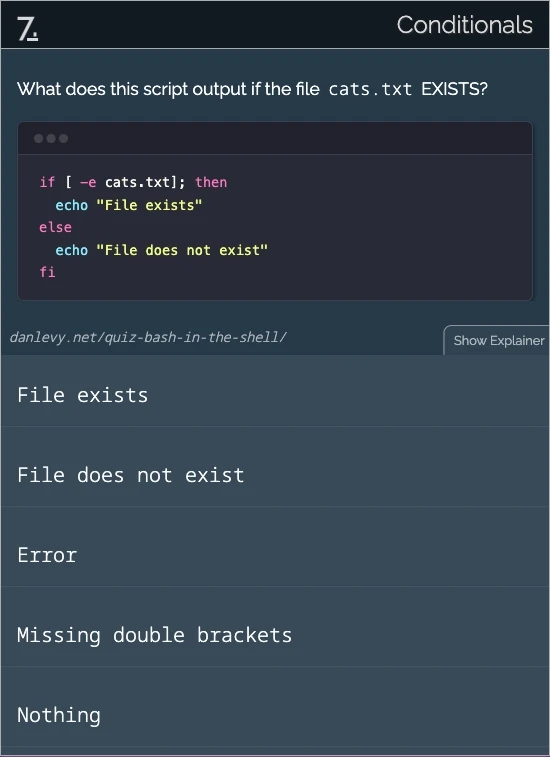 7.
Conditionals
What does this script output if the file cats.txt EXISTS?
if [ -e cats.txt]; then
  echo "File exists"
else
  echo "File does not exist"
fi
danlevy.net/quiz-bash-in-the-shell/
Show Explainer
File exists
File does not exist
Error
Missing double brackets
Nothing